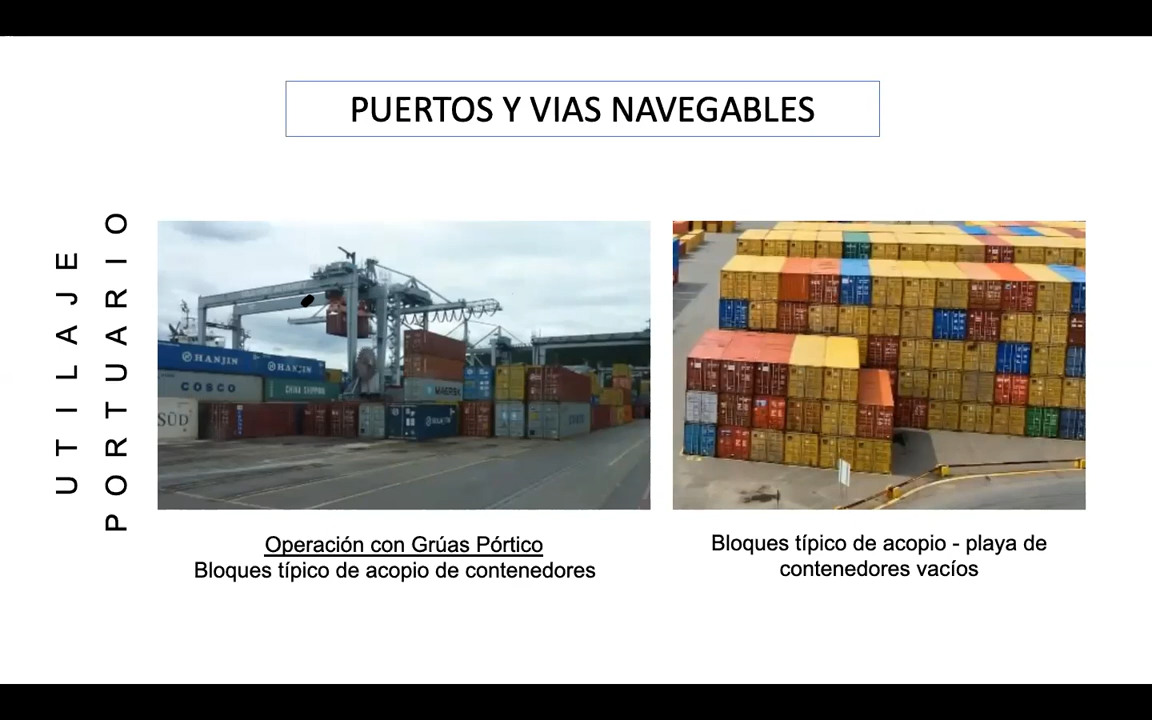 PUERTOS Y VIAS NAVEGABLES
UTILAJE
PORTUARIO
HANJIN
HANJIN
COSCO
CHINA SHIPPING
SÜD
MAERSK
HANJIN
Operación con Grúas Pórtico
Bloques típico de acopio de contenedores
Bloques típico de acopio - playa de
contenedores vacíos